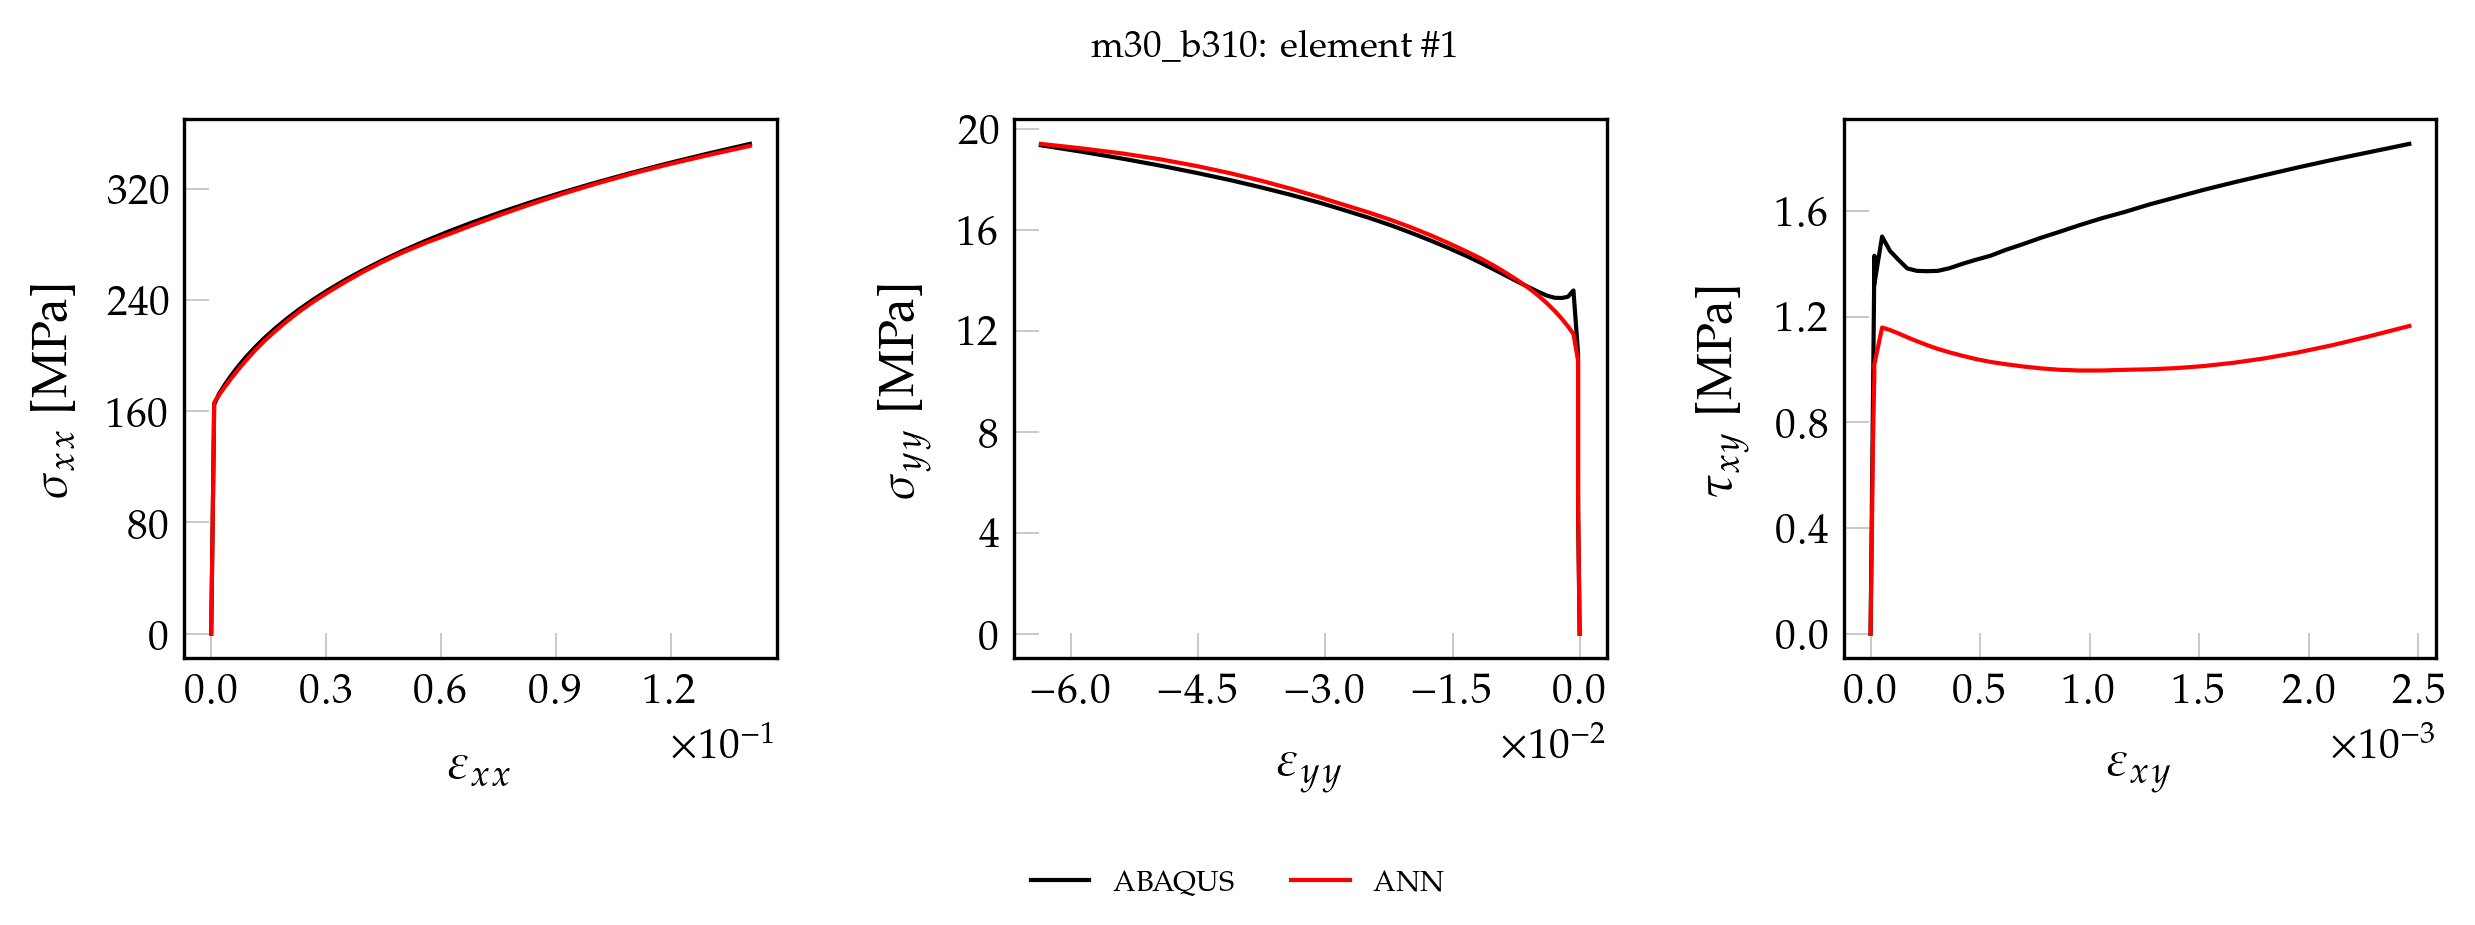 m30_b310: element #1
σxx [MPa]
320
240
160
80
0
0.0 0.3 0.6 0.9 1.2
×10⁻¹
εxx
σyy [MPa]
20
16
12
8
4
0
−6.0 −4.5 −3.0 −1.5 0.0
×10⁻²
εyy
τxy [MPa]
1.6
1.2
0.8
0.4
0.0
0.0 0.5 1.0 1.5 2.0 2.5
×10⁻³
εxy
ABAQUS ANN